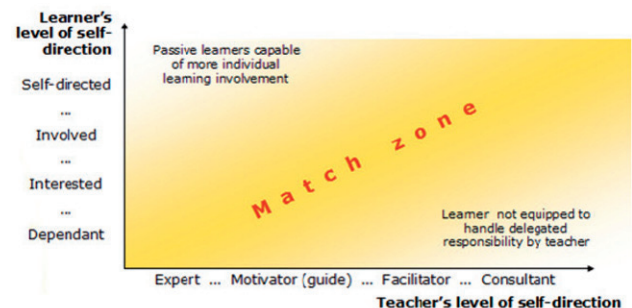 Learner's
level of self-
direction
Passive learners capable
of more individual
learning involvement
Self-directed
...
Involved
...
Interested
...
Dependant
Match zone
Learner not equipped to
handle delegated
responsibility by teacher
Expert ... Motivator (guide) ... Facilitator ... Consultant
Teacher's level of self-direction